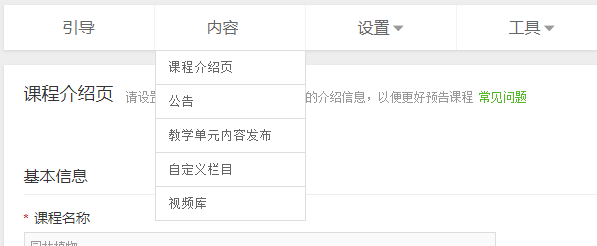 引导 内容 设置 工具
课程介绍页
公告
教学单元内容发布
自定义栏目
视频库
课程介绍页 请设置 的介绍信息，以便更好预告课程 常见问题
基本信息
* 课程名称